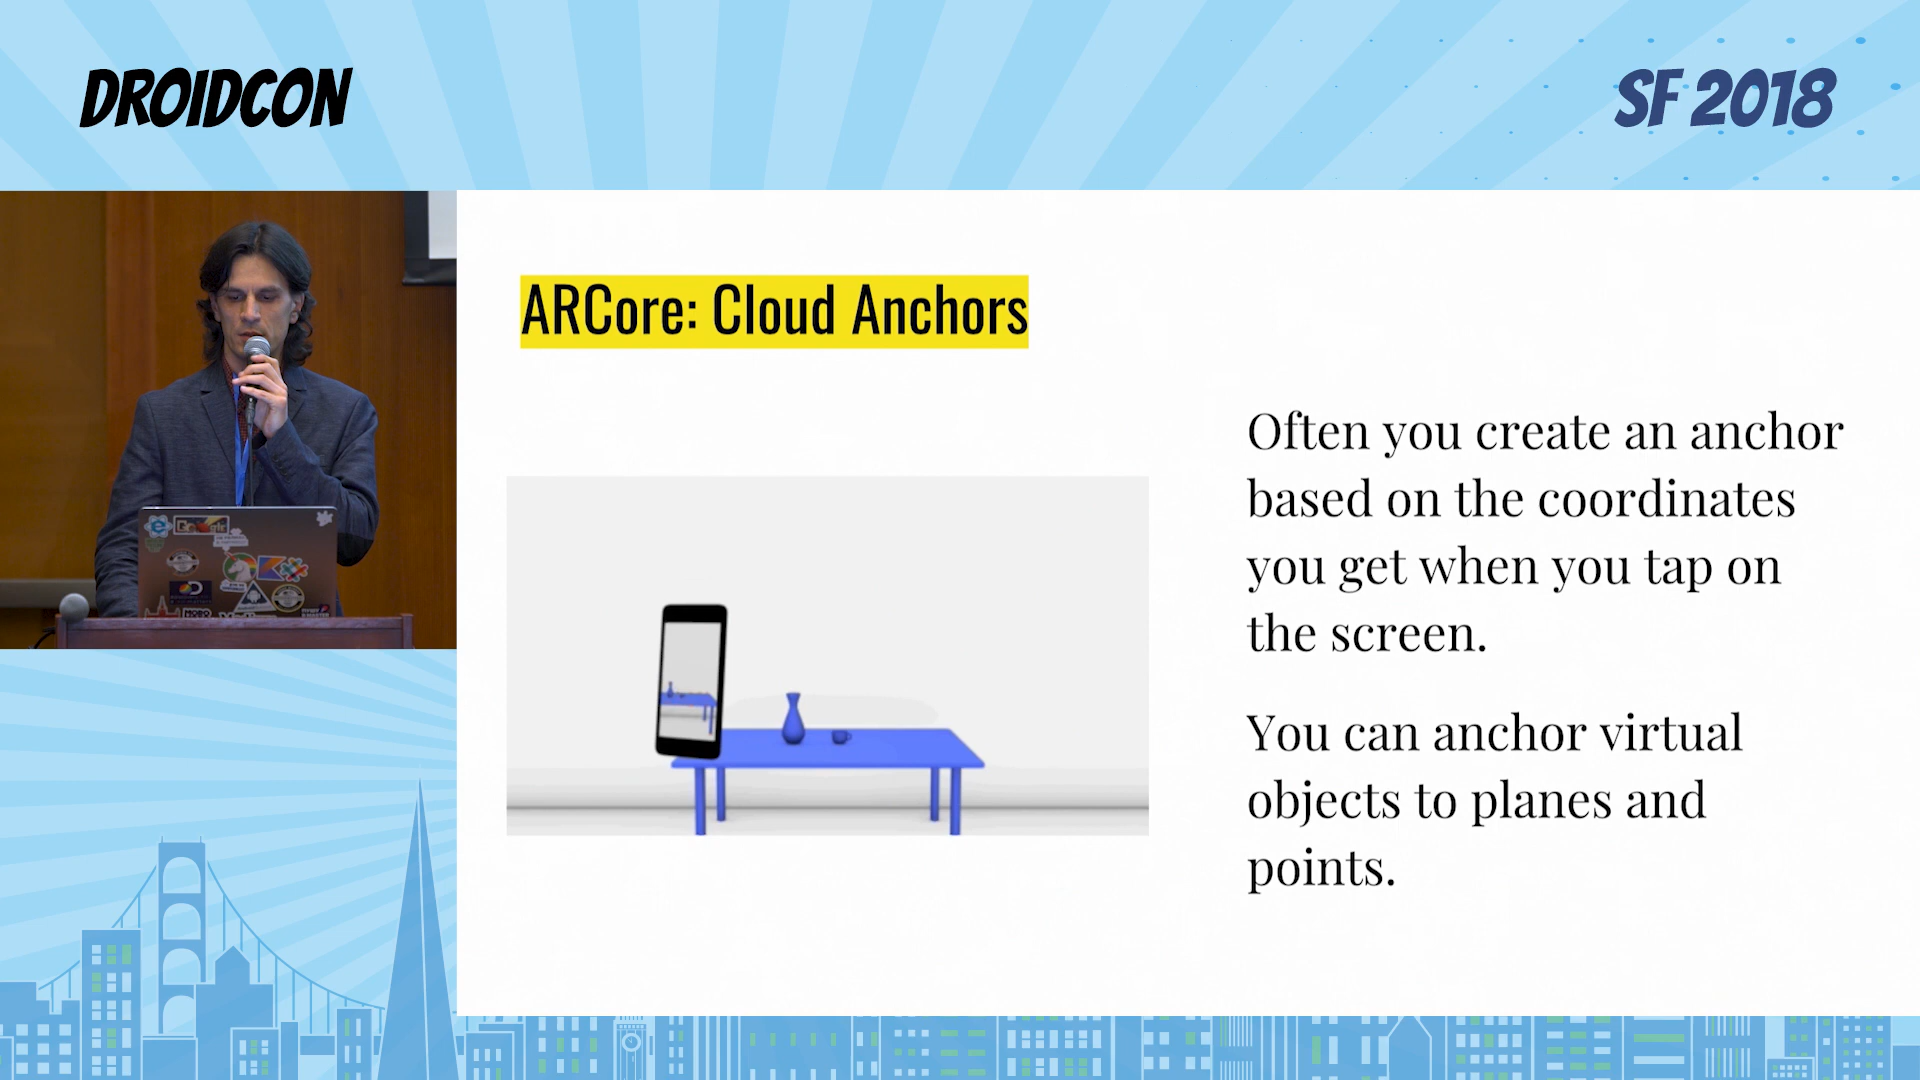 DROIDCON
SF 2018
ARCore: Cloud Anchors
Often you create an anchor
based on the coordinates
you get when you tap on
the screen.
You can anchor virtual
objects to planes and
points.
Google